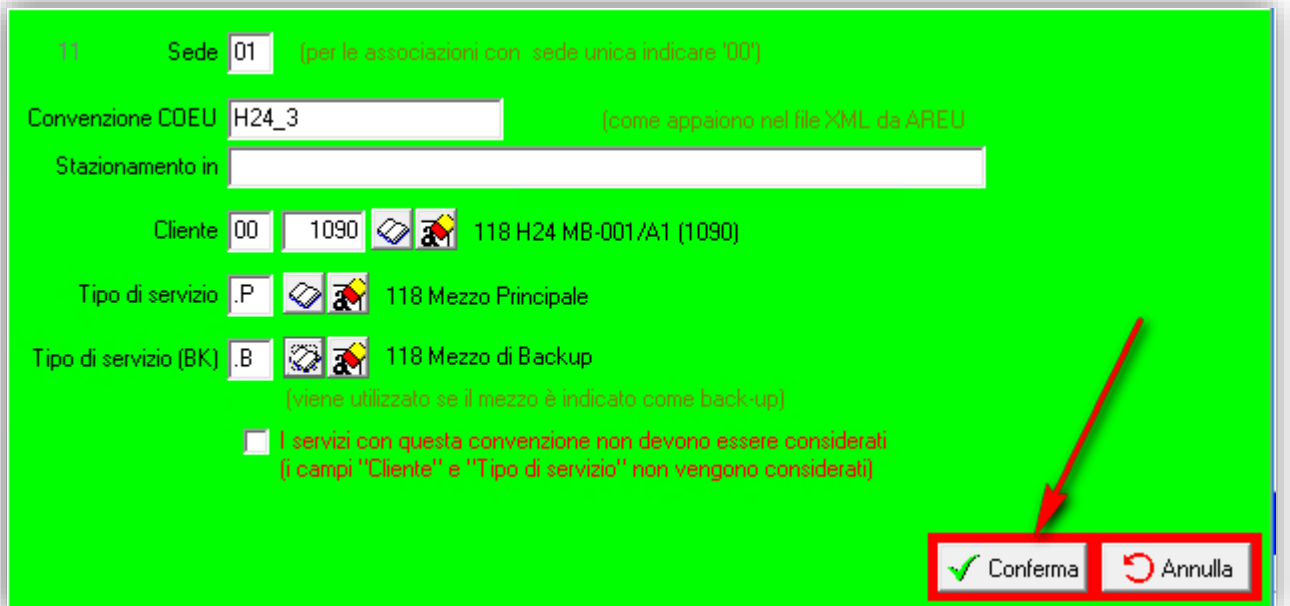 11 Sede 01 (per le associazioni con sede unica indicare '00')
Convenzione COEU H24_3 (come appaiono nel file XML da AREU
Stazionamento in
Cliente 00 1090 118 H24 MB-001/A1 (1090)
Tipo di servizio .P 118 Mezzo Principale
Tipo di servizio (BK) .B 118 Mezzo di Backup
(viene utilizzato se il mezzo è indicato come back-up)
I servizi con questa convenzione non devono essere considerati
(i campi "Cliente" e "Tipo di servizio" non vengono considerati)
Conferma Annulla